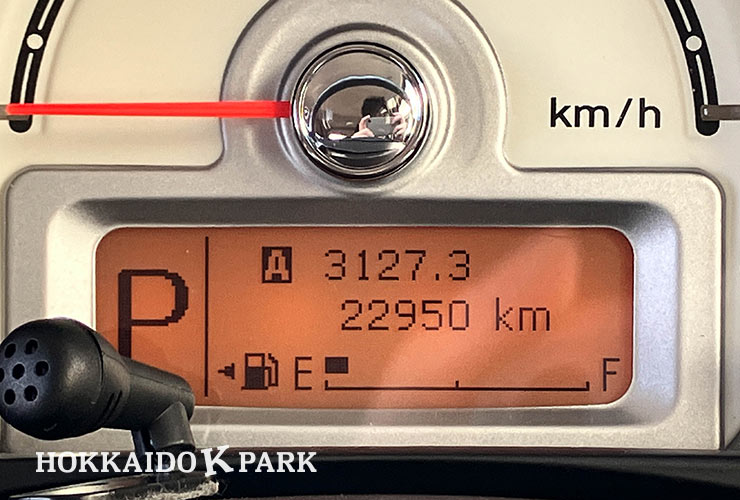 km/h
P
A 3127.3
22950 km
E F
HOKKAIDO K PARK